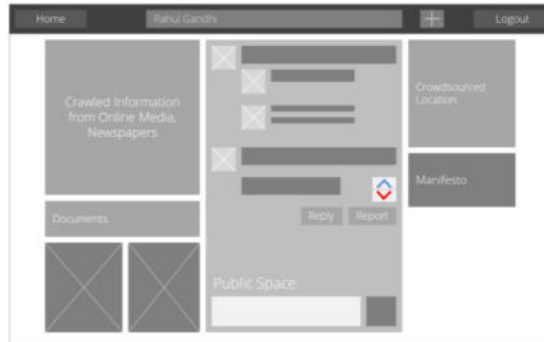 Home
Rahul Gandhi
Logout
Crawled Information
from Online Media,
Newspapers
Documents
Reply
Report
Public Space
Crowdsourced
Location
Manifesto